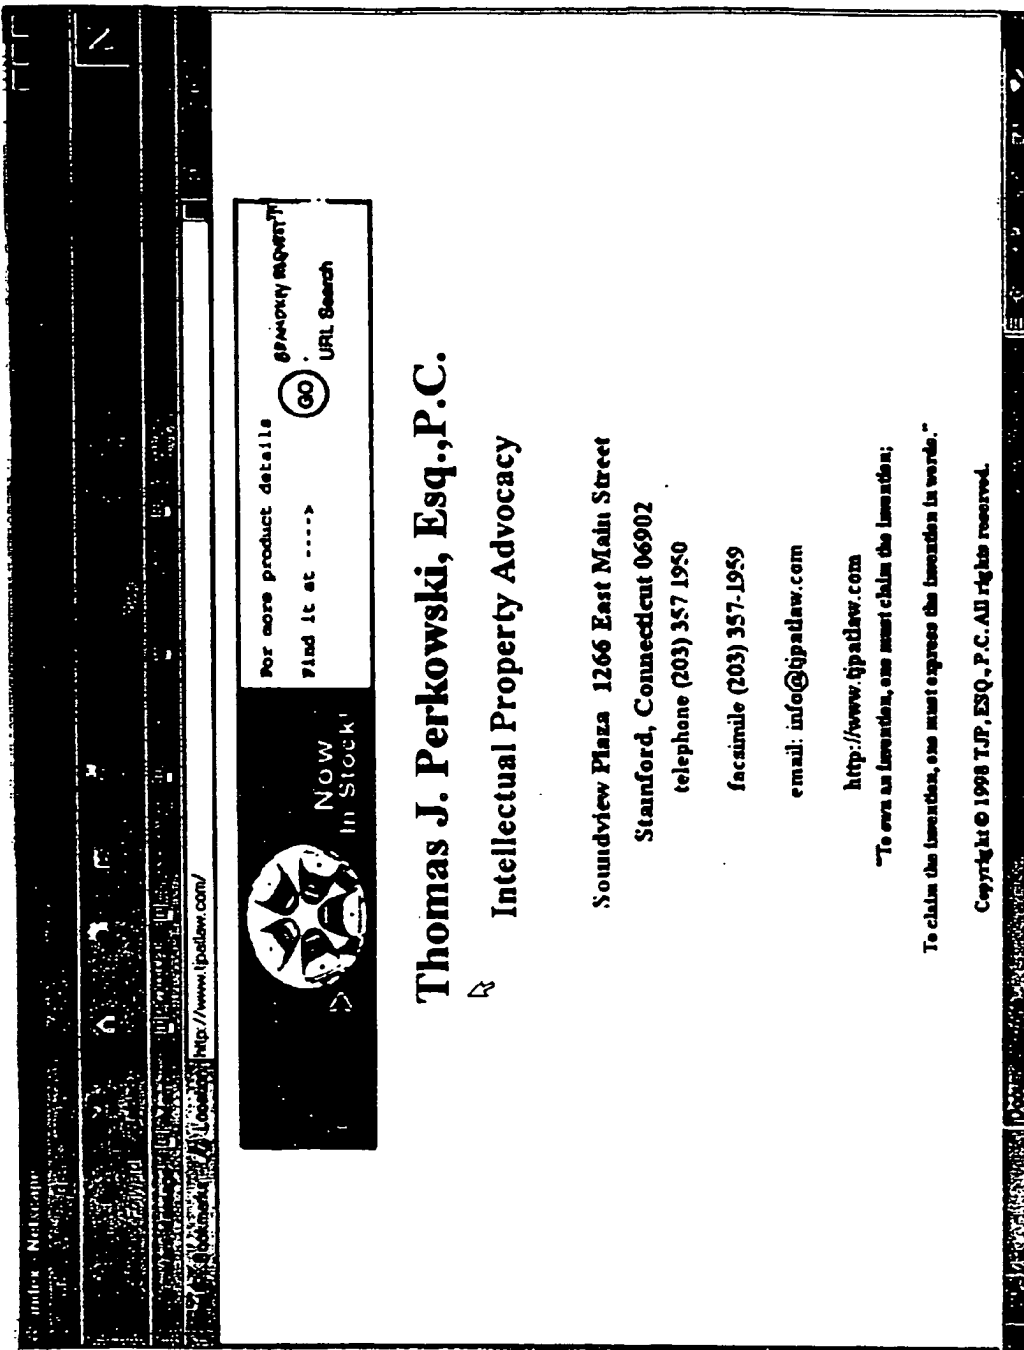 index - Netscape
Location http://www.tjpatlaw.com/
Now
In Stock!
For more product details
Find it at ---->
GO
URL Search
Thomas J. Perkowski, Esq.,P.C.
Intellectual Property Advocacy
Soundview Plaza 1266 East Main Street
Stamford, Connecticut 06902
telephone (203) 357 1950
facsimile (203) 357-1959
email: info@tjpatlaw.com
http://www.tjpatlaw.com
"To own an invention, one must claim the invention;
To claim the invention, one must express the invention in words."
Copyright © 1998 TJP, ESQ., P.C. All rights reserved.